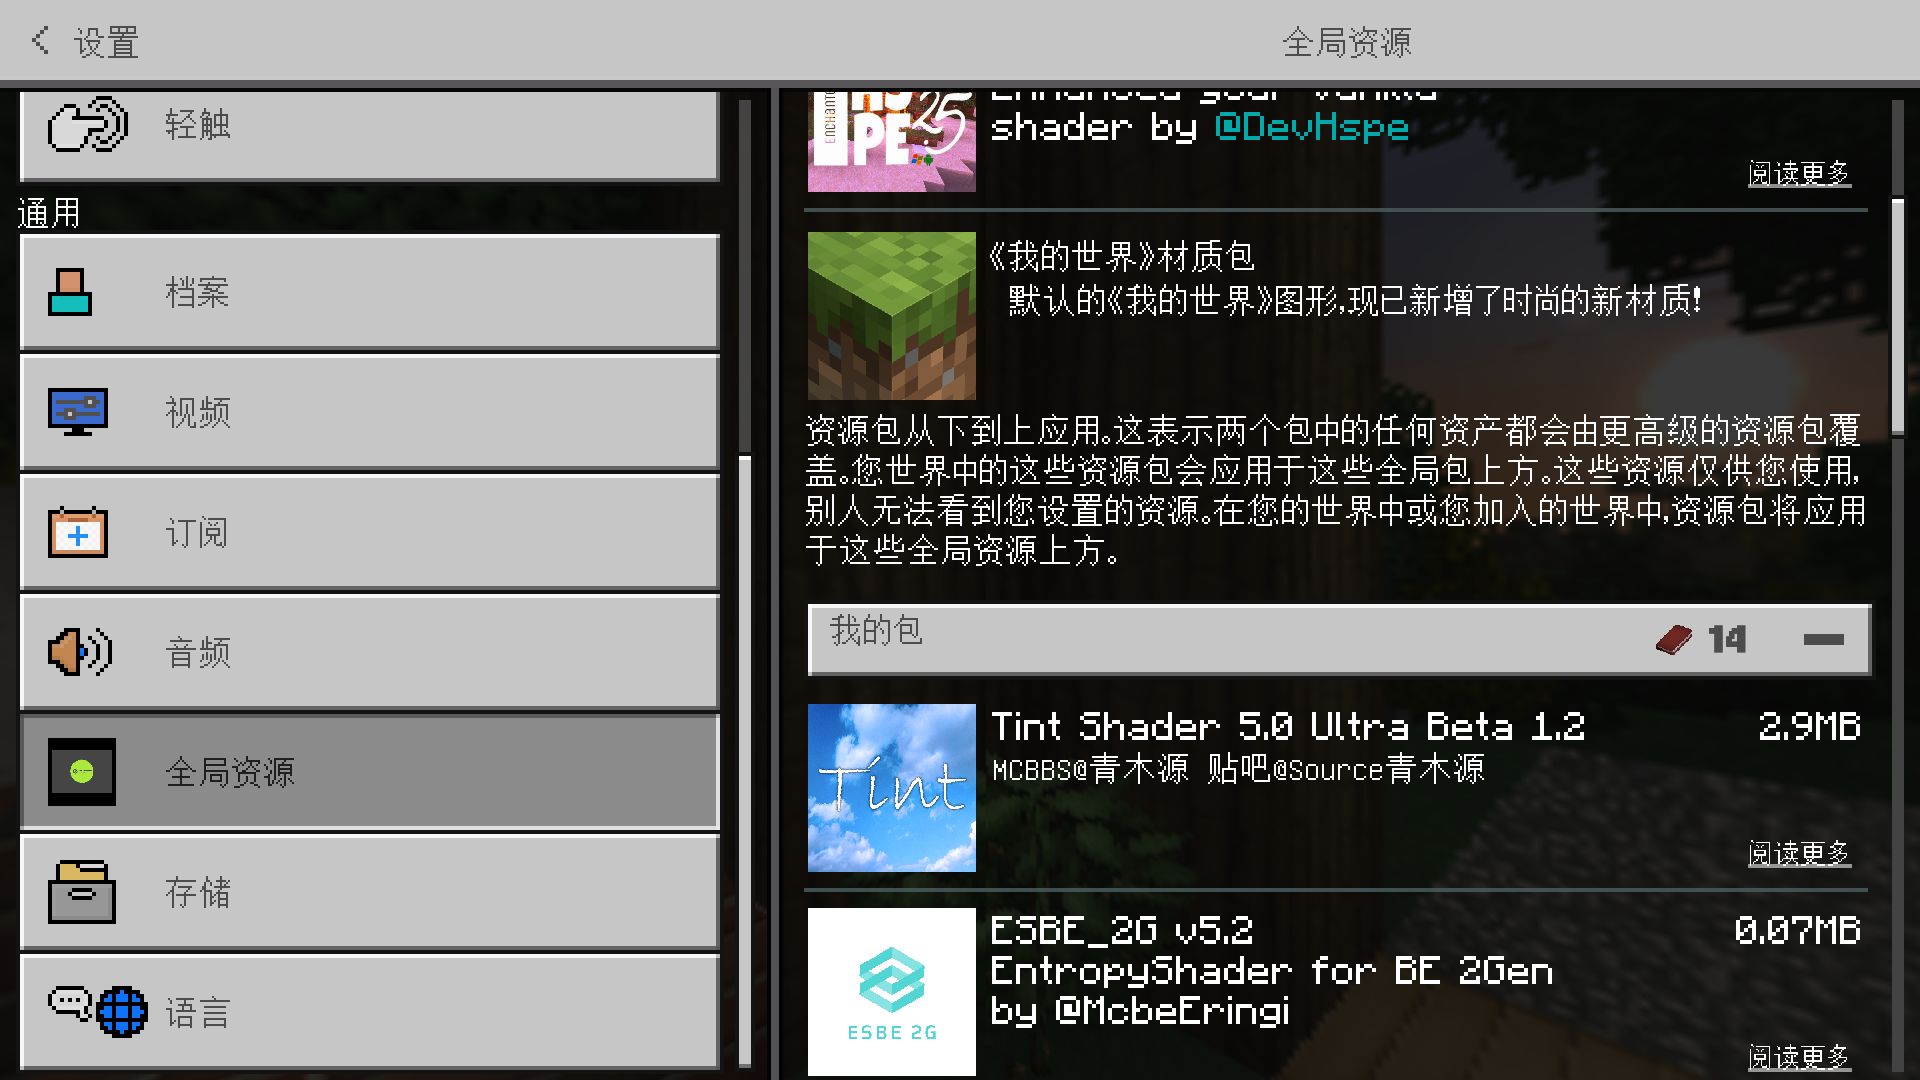 设置
全局资源
轻触
通用
档案
视频
订阅
音频
全局资源
存储
语言
Enhanced your vanilla
shader by @DevHspe
阅读更多
《我的世界》材质包
默认的《我的世界》图形,现已新增了时尚的新材质!
资源包从下到上应用。这表示两个包中的任何资产都会由更高级的资源包覆
盖。您世界中的这些资源包会应用于这些全局包上方。这些资源仅供您使用,
别人无法看到您设置的资源。在您的世界中或您加入的世界中,资源包将应用
于这些全局资源上方。
我的包
14
Tint
Tint Shader 5.0 Ultra Beta 1.2
2.9MB
MCBBS@青木源 贴吧@Source青木源
阅读更多
ESBE 2G
ESBE_2G v5.2
0.07MB
EntropyShader for BE 2Gen
by @McbeEringi
阅读更多